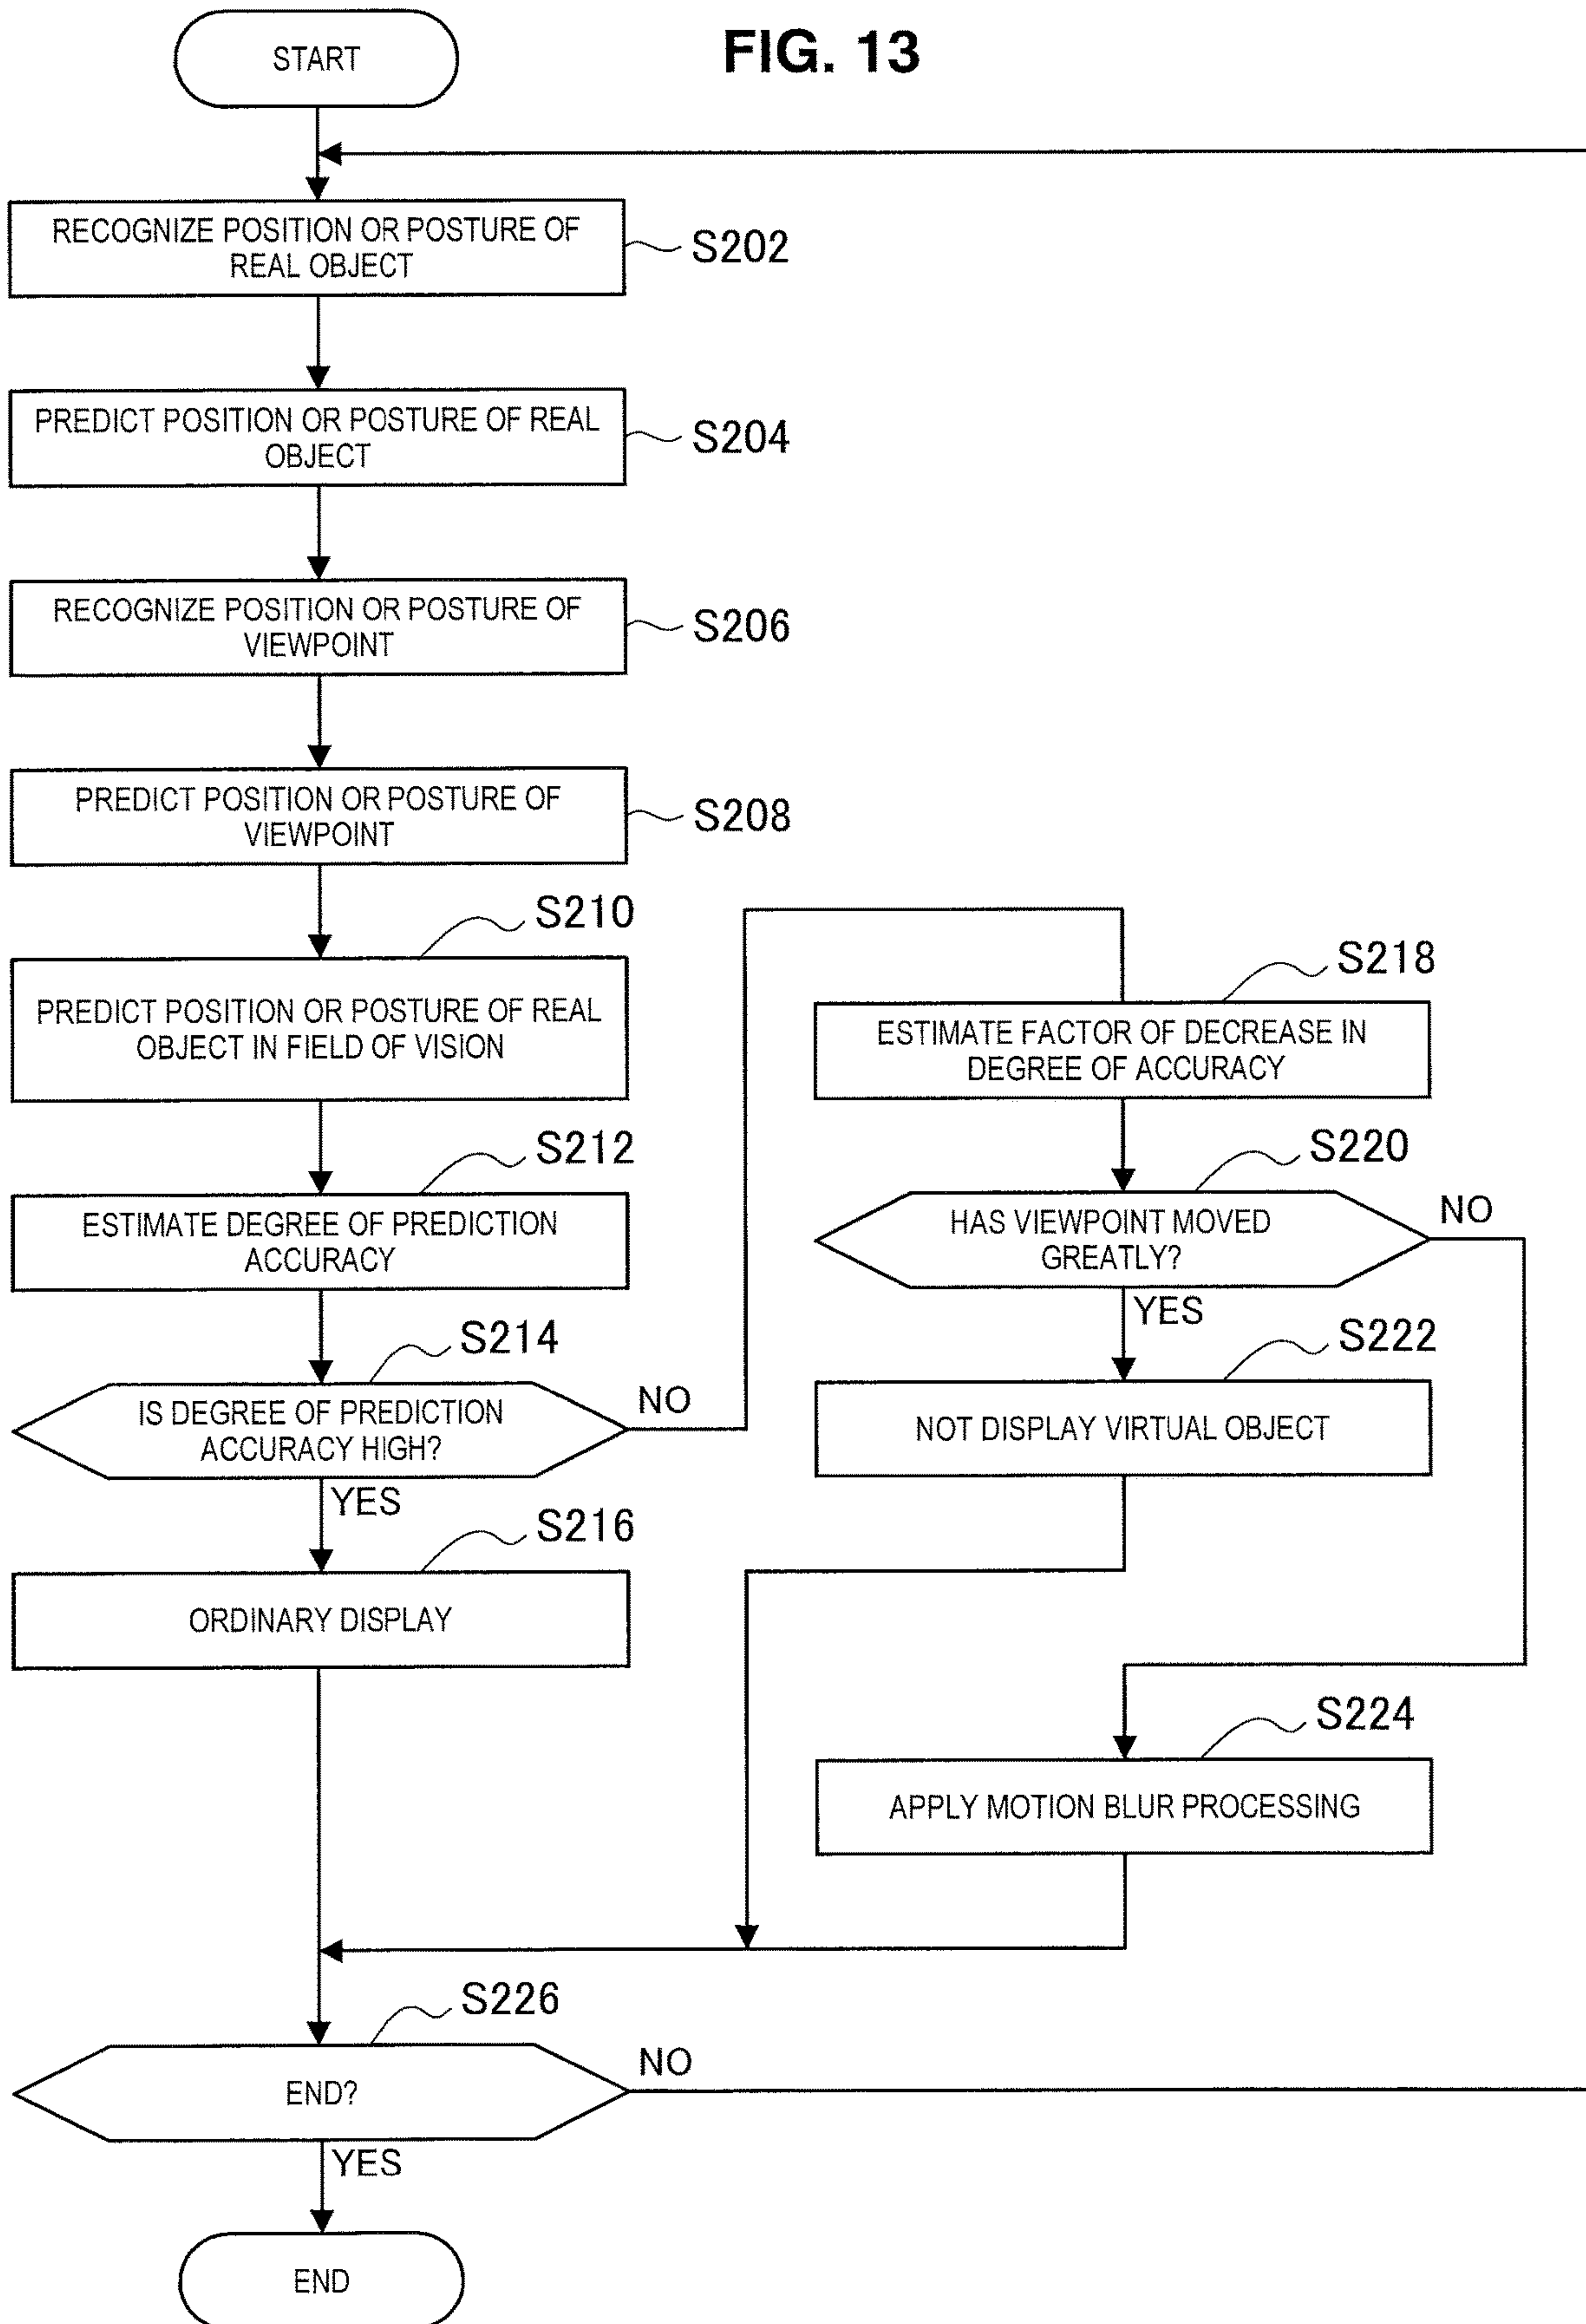 START
FIG. 13
RECOGNIZE POSITION OR POSTURE OF
REAL OBJECT
S202
PREDICT POSITION OR POSTURE OF REAL
OBJECT
S204
RECOGNIZE POSITION OR POSTURE OF
VIEWPOINT
S206
PREDICT POSITION OR POSTURE OF
VIEWPOINT
S208
S210
PREDICT POSITION OR POSTURE OF REAL
OBJECT IN FIELD OF VISION
S212
ESTIMATE DEGREE OF PREDICTION
ACCURACY
S214
IS DEGREE OF PREDICTION
ACCURACY HIGH?
NO
YES
S216
ORDINARY DISPLAY
S218
ESTIMATE FACTOR OF DECREASE IN
DEGREE OF ACCURACY
S220
HAS VIEWPOINT MOVED
GREATLY?
NO
YES
S222
NOT DISPLAY VIRTUAL OBJECT
S224
APPLY MOTION BLUR PROCESSING
S226
END?
NO
YES
END